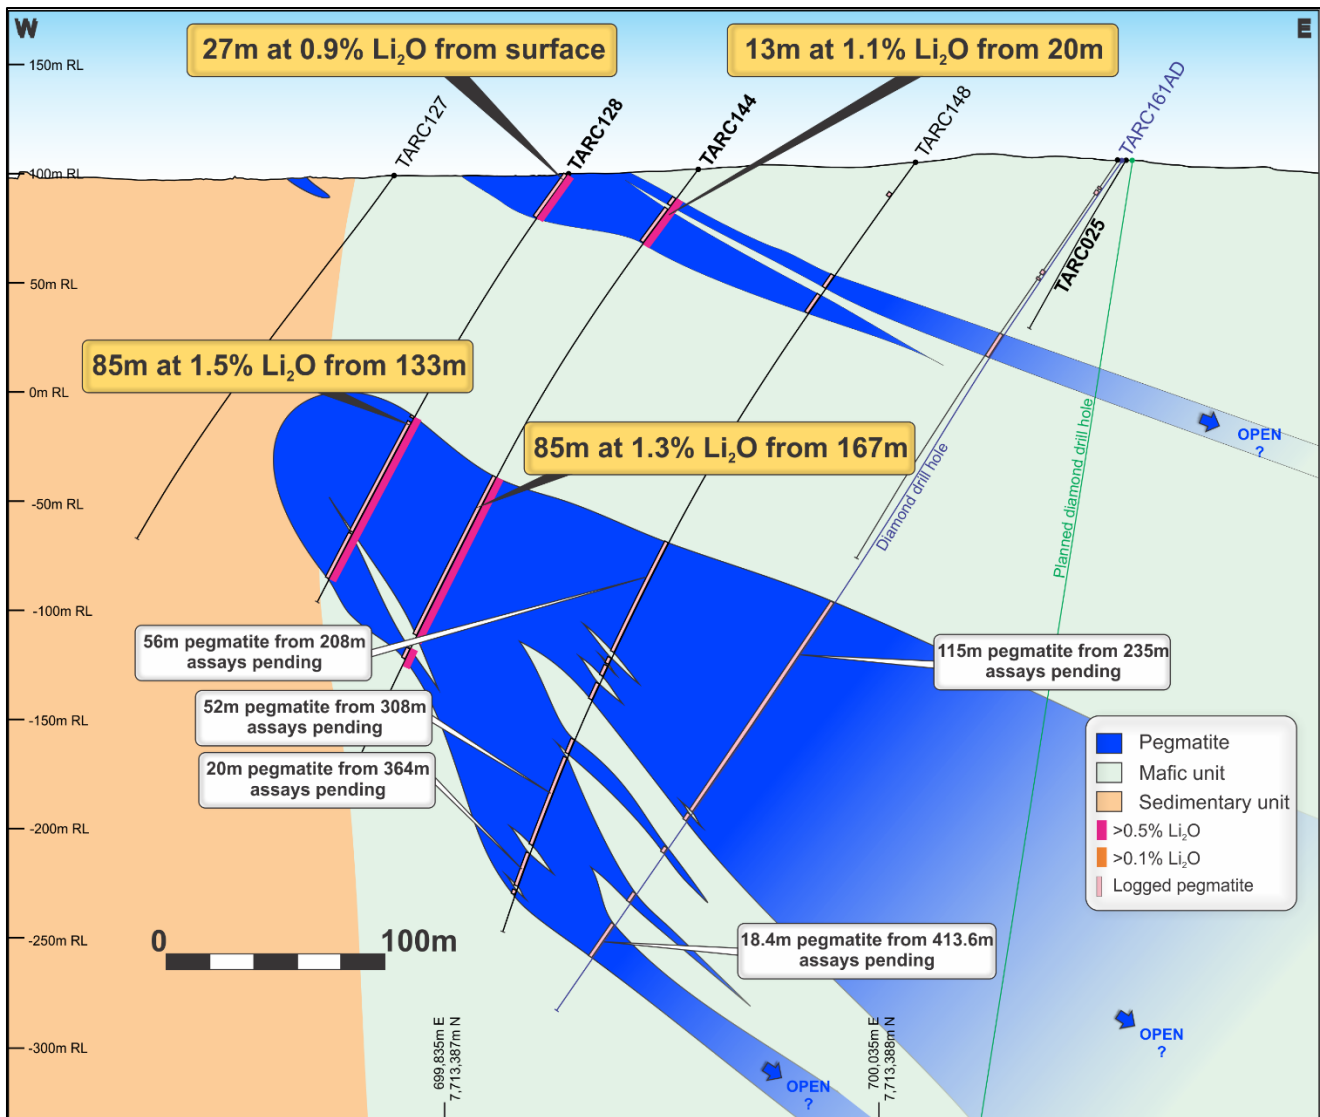 W
E
27m at 0.9% Li₂O from surface
13m at 1.1% Li₂O from 20m
150m RL
100m RL
50m RL
0m RL
-50m RL
-100m RL
-150m RL
-200m RL
-250m RL
-300m RL
TARC127
TARC128
TARC144
TARC148
TARC161AD
TARC025
85m at 1.5% Li₂O from 133m
85m at 1.3% Li₂O from 167m
Diamond drill hole
Planned diamond drill hole
OPEN
?
56m pegmatite from 208m
assays pending
115m pegmatite from 235m
assays pending
52m pegmatite from 308m
assays pending
20m pegmatite from 364m
assays pending
18.4m pegmatite from 413.6m
assays pending
Pegmatite
Mafic unit
Sedimentary unit
>0.5% Li₂O
>0.1% Li₂O
Logged pegmatite
0
100m
699,835m E
7,713,387m N
700,035m E
7,713,388m N
OPEN
?
OPEN
?